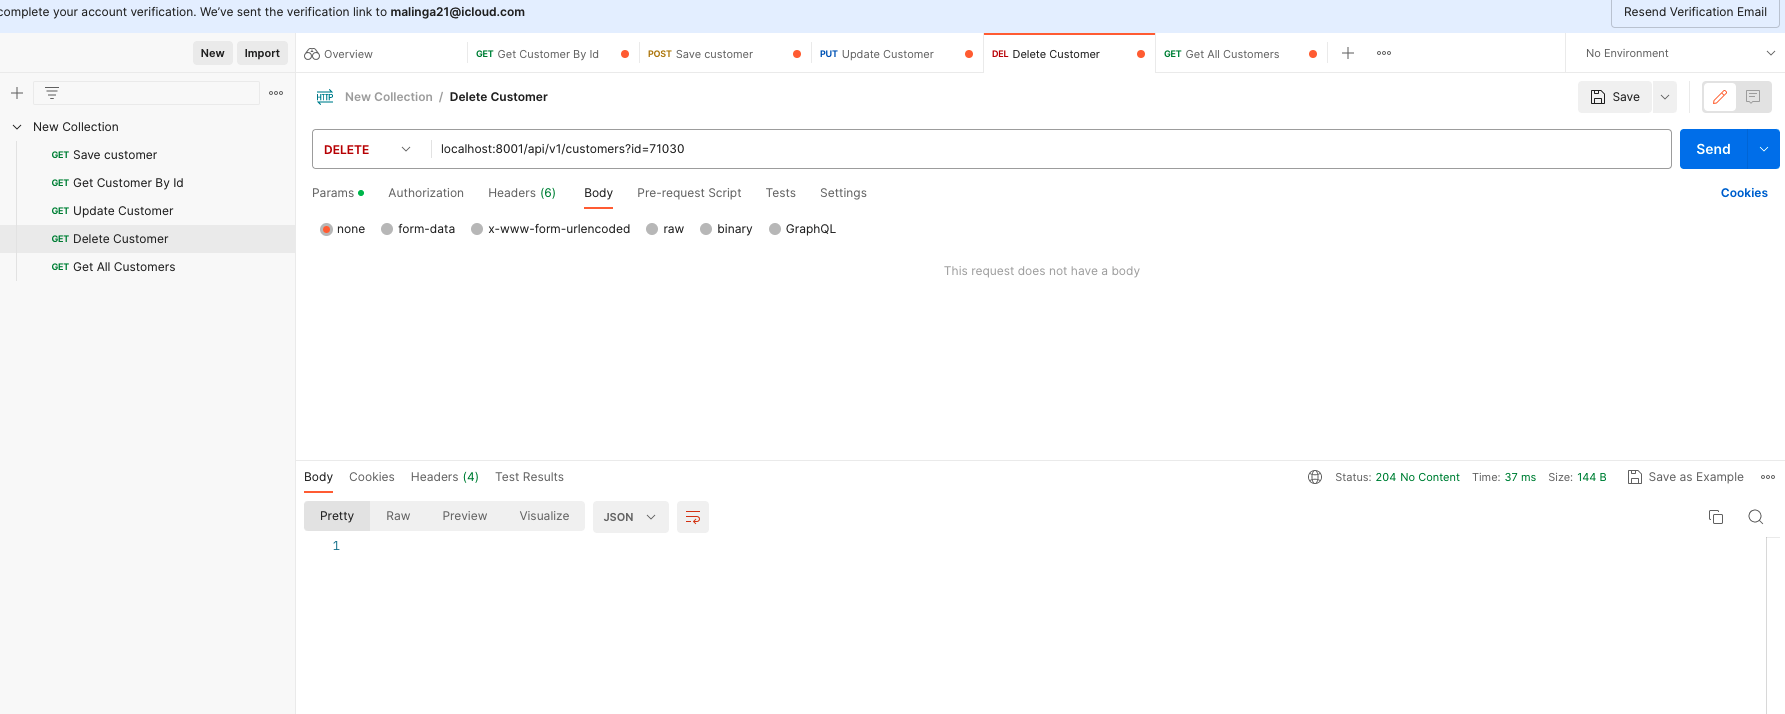 complete your account verification. We've sent the verification link to malinga21@icloud.com
Resend Verification Email
New Import
Overview
GET Get Customer By Id
POST Save customer
PUT Update Customer
DEL Delete Customer
GET Get All Customers
No Environment
HTTP New Collection / Delete Customer
Save
New Collection
GET Save customer
GET Get Customer By Id
GET Update Customer
GET Delete Customer
GET Get All Customers
DELETE localhost:8001/api/v1/customers?id=71030
Send
Params Authorization Headers (6) Body Pre-request Script Tests Settings
Cookies
none form-data x-www-form-urlencoded raw binary GraphQL
This request does not have a body
Body Cookies Headers (4) Test Results
Status: 204 No Content Time: 37 ms Size: 144 B Save as Example
Pretty Raw Preview Visualize JSON
1